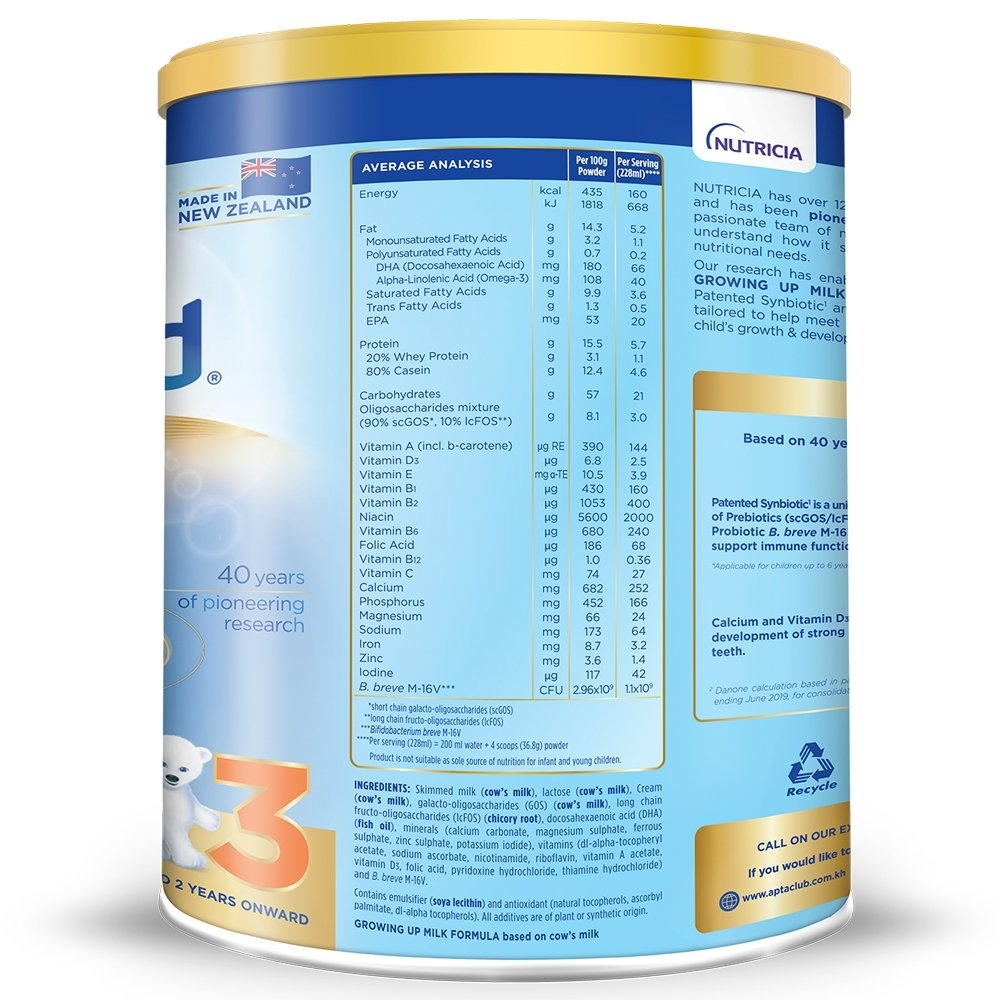 NUTRICIA
MADE IN
NEW ZEALAND
d®
40 years
of pioneering
research
3
2 YEARS ONWARD
AVERAGE ANALYSIS Per 100g Powder Per Serving (228ml)****
Energy kcal 435 160
kJ 1818 668
Fat g 14.3 5.2
Monounsaturated Fatty Acids g 3.2 1.1
Polyunsaturated Fatty Acids g 0.7 0.2
DHA (Docosahexaenoic Acid) mg 180 66
Alpha-Linolenic Acid (Omega-3) mg 108 40
Saturated Fatty Acids g 9.9 3.6
Trans Fatty Acids g 1.3 0.5
EPA mg 53 20
Protein g 15.5 5.7
20% Whey Protein g 3.1 1.1
80% Casein g 12.4 4.6
Carbohydrates g 57 21
Oligosaccharides mixture
(90% scGOS*, 10% lcFOS**) g 8.1 3.0
Vitamin A (incl. b-carotene) µg RE 390 144
Vitamin D3 µg 6.8 2.5
Vitamin E mg α-TE 10.5 3.9
Vitamin B1 µg 430 160
Vitamin B2 µg 1053 400
Niacin µg 5600 2000
Vitamin B6 µg 680 240
Folic Acid µg 186 68
Vitamin B12 µg 1.0 0.36
Vitamin C mg 74 27
Calcium mg 682 252
Phosphorus mg 452 166
Magnesium mg 66 24
Sodium mg 173 64
Iron mg 8.7 3.2
Zinc mg 3.6 1.4
Iodine µg 117 42
B. breve M-16V*** CFU 2.96x10⁹ 1.1x10⁹
*short chain galacto-oligosaccharides (scGOS)
**long chain fructo-oligosaccharides (lcFOS)
***Bifidobacterium breve M-16V
****Per serving (228ml) = 200 ml water + 4 scoops (36.8g) powder
Product is not suitable as sole source of nutrition for infant and young children.
INGREDIENTS: Skimmed milk (cow's milk), lactose (cow's milk), Cream
(cow's milk), galacto-oligosaccharides (GOS) (cow's milk), long chain
fructo-oligosaccharides (lcFOS) (chicory root), docosahexaenoic acid (DHA)
(fish oil), minerals (calcium carbonate, magnesium sulphate, ferrous
sulphate, zinc sulphate, potassium iodide), vitamins (dl-alpha-tocopheryl
acetate, sodium ascorbate, nicotinamide, riboflavin, vitamin A acetate,
vitamin D3, folic acid, pyridoxine hydrochloride, thiamine hydrochloride)
and B. breve M-16V.
Contains emulsifier (soya lecithin) and antioxidant (natural tocopherols, ascorbyl
palmitate, dl-alpha tocopherols). All additives are of plant or synthetic origin.
GROWING UP MILK FORMULA based on cow's milk
NUTRICIA has over 12
and has been pione
passionate team of
understand how it s
nutritional needs.
Our research has enab
GROWING UP MILK
Patented Synbiotic¹ an
tailored to help meet
child's growth & develop
Based on 40 ye
Patented Synbiotic¹ is a uni
of Prebiotics (scGOS/lcF
Probiotic B. breve M-16
support immune functio
*Applicable for children up to 6 yea
Calcium and Vitamin D3
development of strong
teeth.
² Danone calculation based in pa
ending June 2019, for consolidat
Recycle
CALL ON OUR EX
If you would like to
www.aptaclub.com.kh